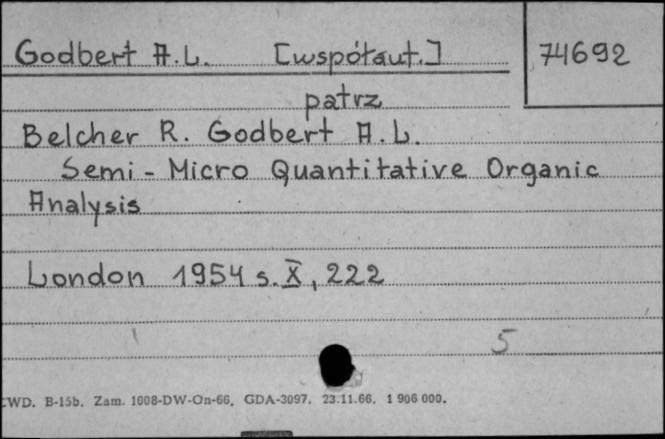 Godbert A.L. [współaut.] 74692
patrz
Belcher R. Godbert A.L.
Semi-Micro Quantitative Organic
Analysis
London 1954 s. X, 222
5
WD. B-15b. Zam. 1008-DW-On-66. GDA-3097. 23.11.66. 1 906 000.